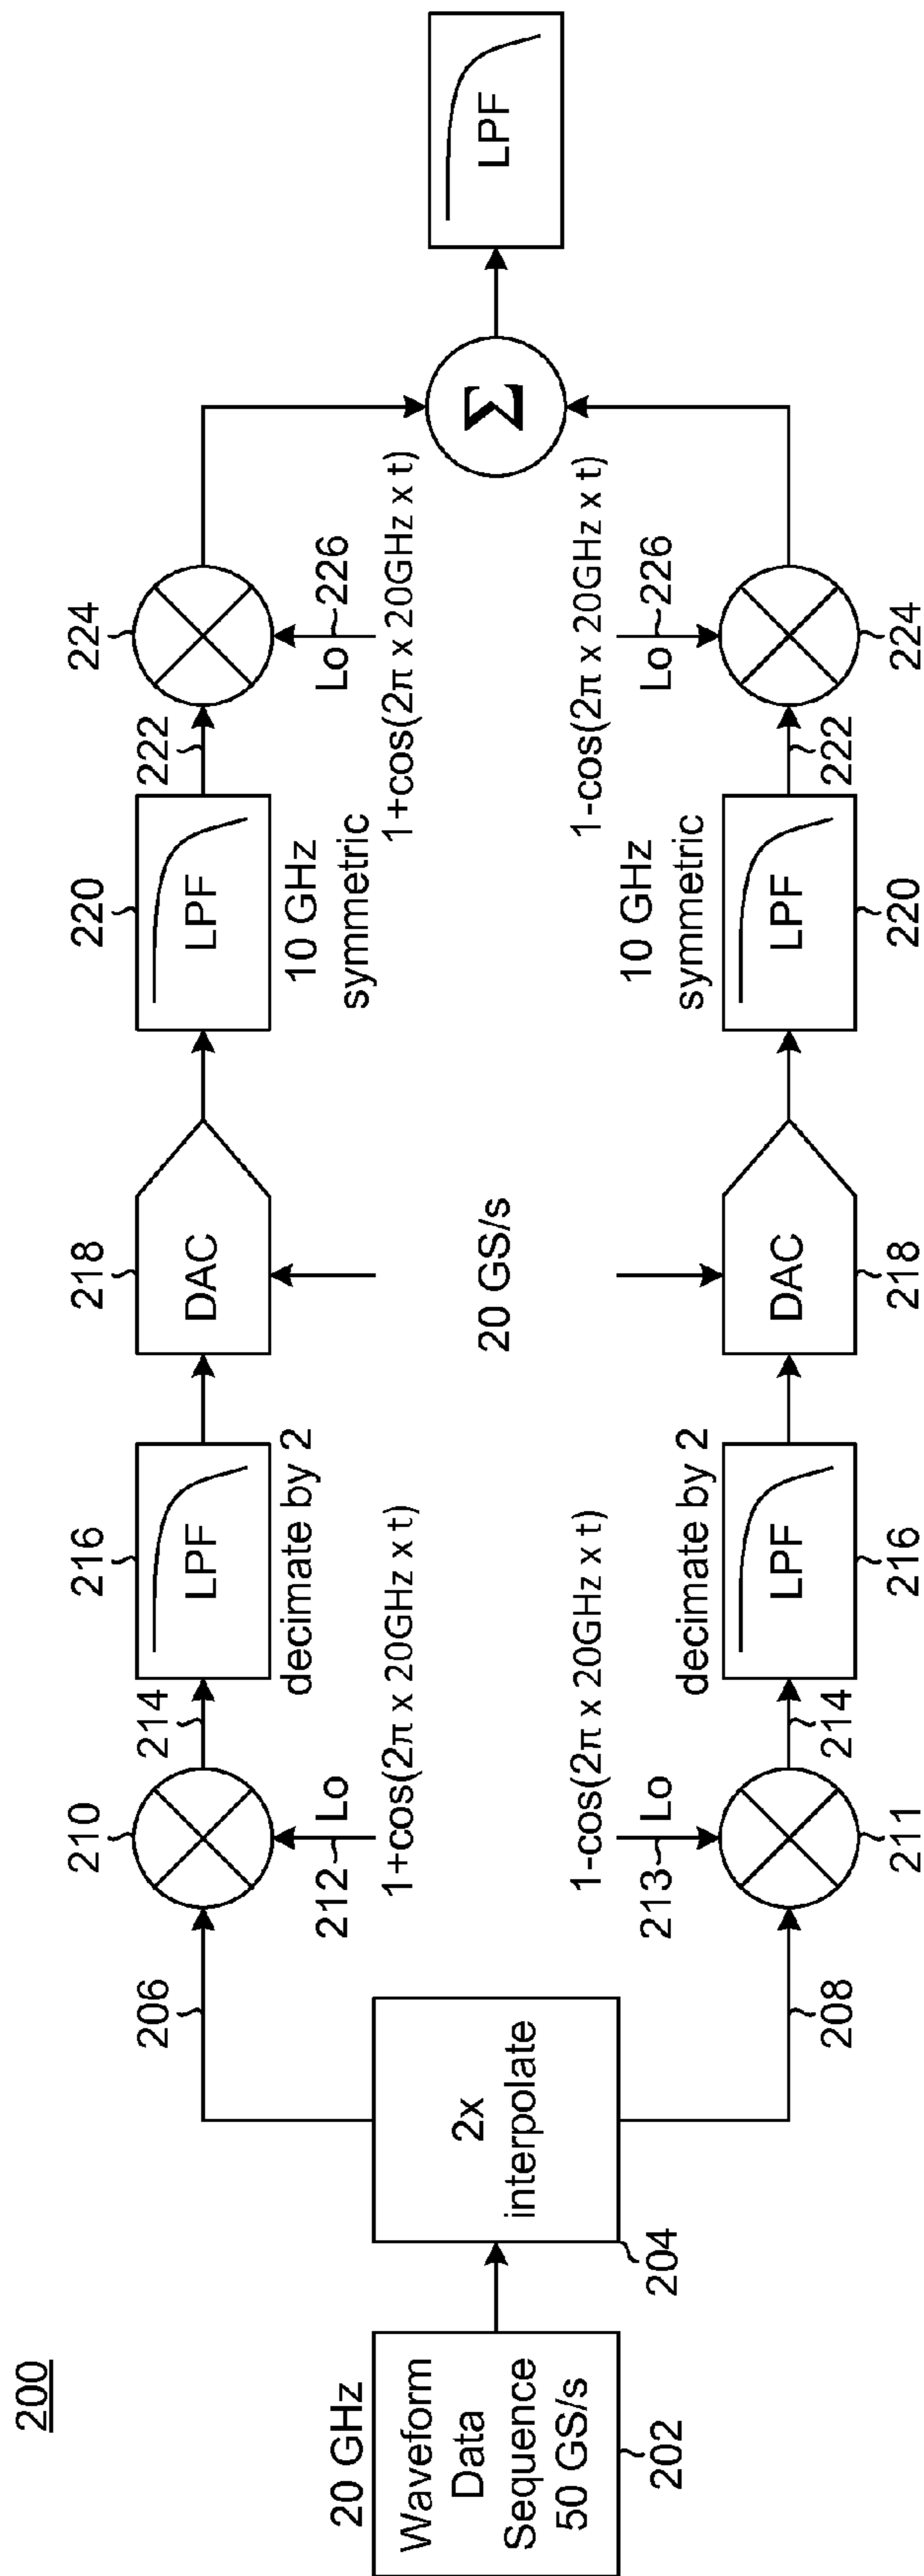 200
20 GHz
Waveform
Data
Sequence
50 GS/s
202
2x
interpolate
204
206
208
210
Lo
212
1+cos(2π x 20GHz x t)
1-cos(2π x 20GHz x t)
213
Lo
211
214
214
216
LPF
decimate by 2
decimate by 2
LPF
216
218
DAC
20 GS/s
DAC
218
220
LPF
10 GHz
symmetric
10 GHz
symmetric
LPF
220
222
222
224
Lo
226
1+cos(2π x 20GHz x t)
1-cos(2π x 20GHz x t)
Lo
226
224
Σ
LPF